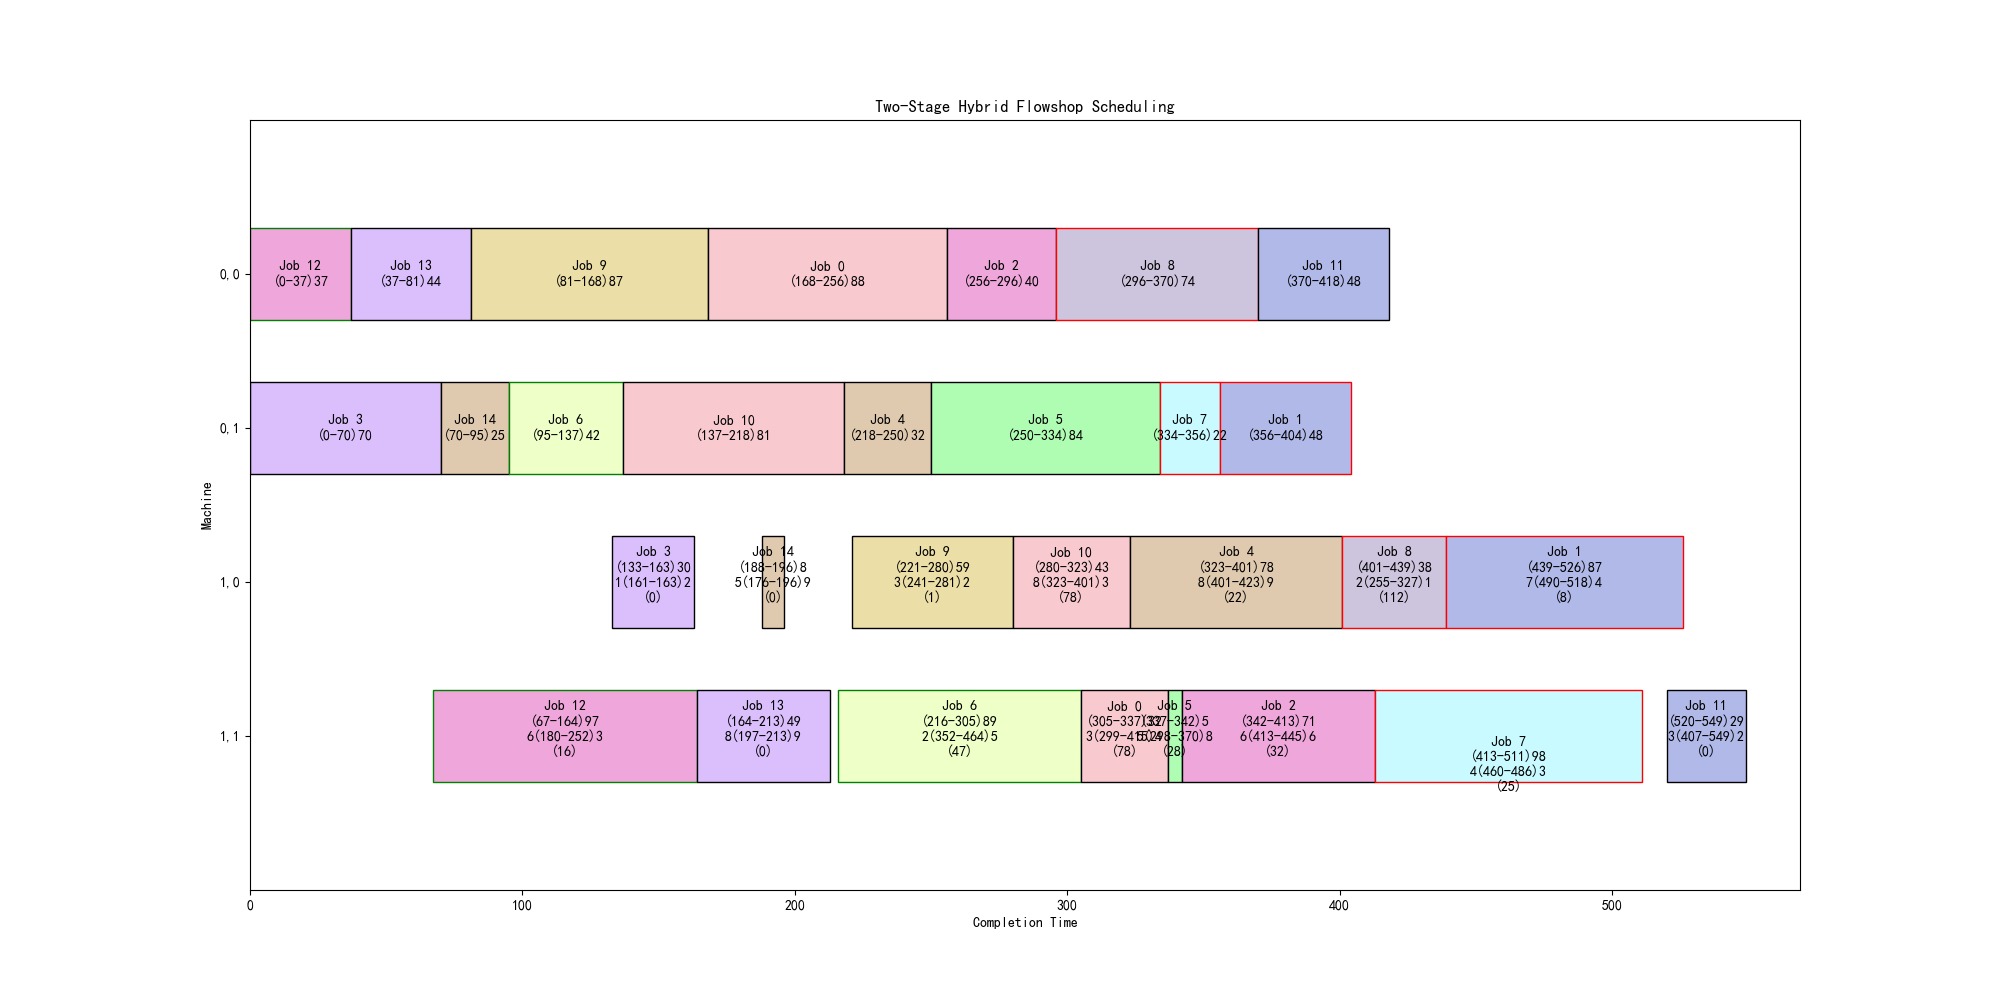 Two-Stage Hybrid Flowshop Scheduling
0,0
Job 12
(0-37)37
Job 13
(37-81)44
Job 9
(81-168)87
Job 0
(168-256)88
Job 2
(256-296)40
Job 8
(296-370)74
Job 11
(370-418)48
0,1
Job 3
(0-70)70
Job 14
(70-95)25
Job 6
(95-137)42
Job 10
(137-218)81
Job 4
(218-250)32
Job 5
(250-334)84
Job 7
(334-356)22
Job 1
(356-404)48
Machine
1,0
Job 3
(133-163)30
1(161-163)2
(0)
Job 14
(188-196)8
5(176-196)9
(0)
Job 9
(221-280)59
3(241-281)2
(1)
Job 10
(280-323)43
8(323-401)3
(78)
Job 4
(323-401)78
8(401-423)9
(22)
Job 8
(401-439)38
2(255-327)1
(112)
Job 1
(439-526)87
7(490-518)4
(8)
1,1
Job 12
(67-164)97
6(180-252)3
(16)
Job 13
(164-213)49
8(197-213)9
(0)
Job 6
(216-305)89
2(352-464)5
(47)
Job 0
(305-337)32
3(299-415)4
(78)
Job 5
(337-342)5
(28)
Job 2
(342-413)71
6(413-445)6
(32)
Job 7
(413-511)98
4(460-486)3
(25)
Job 11
(520-549)29
3(407-549)2
(0)
0
100
200
300
400
500
Completion Time